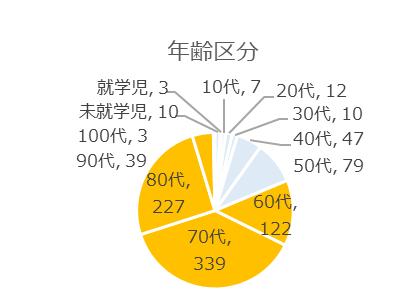 年齢区分
就学児, 3
10代, 7
20代, 12
未就学児, 10
30代, 10
100代, 3
40代, 47
90代, 39
50代, 79
80代,
227
60代,
122
70代,
339